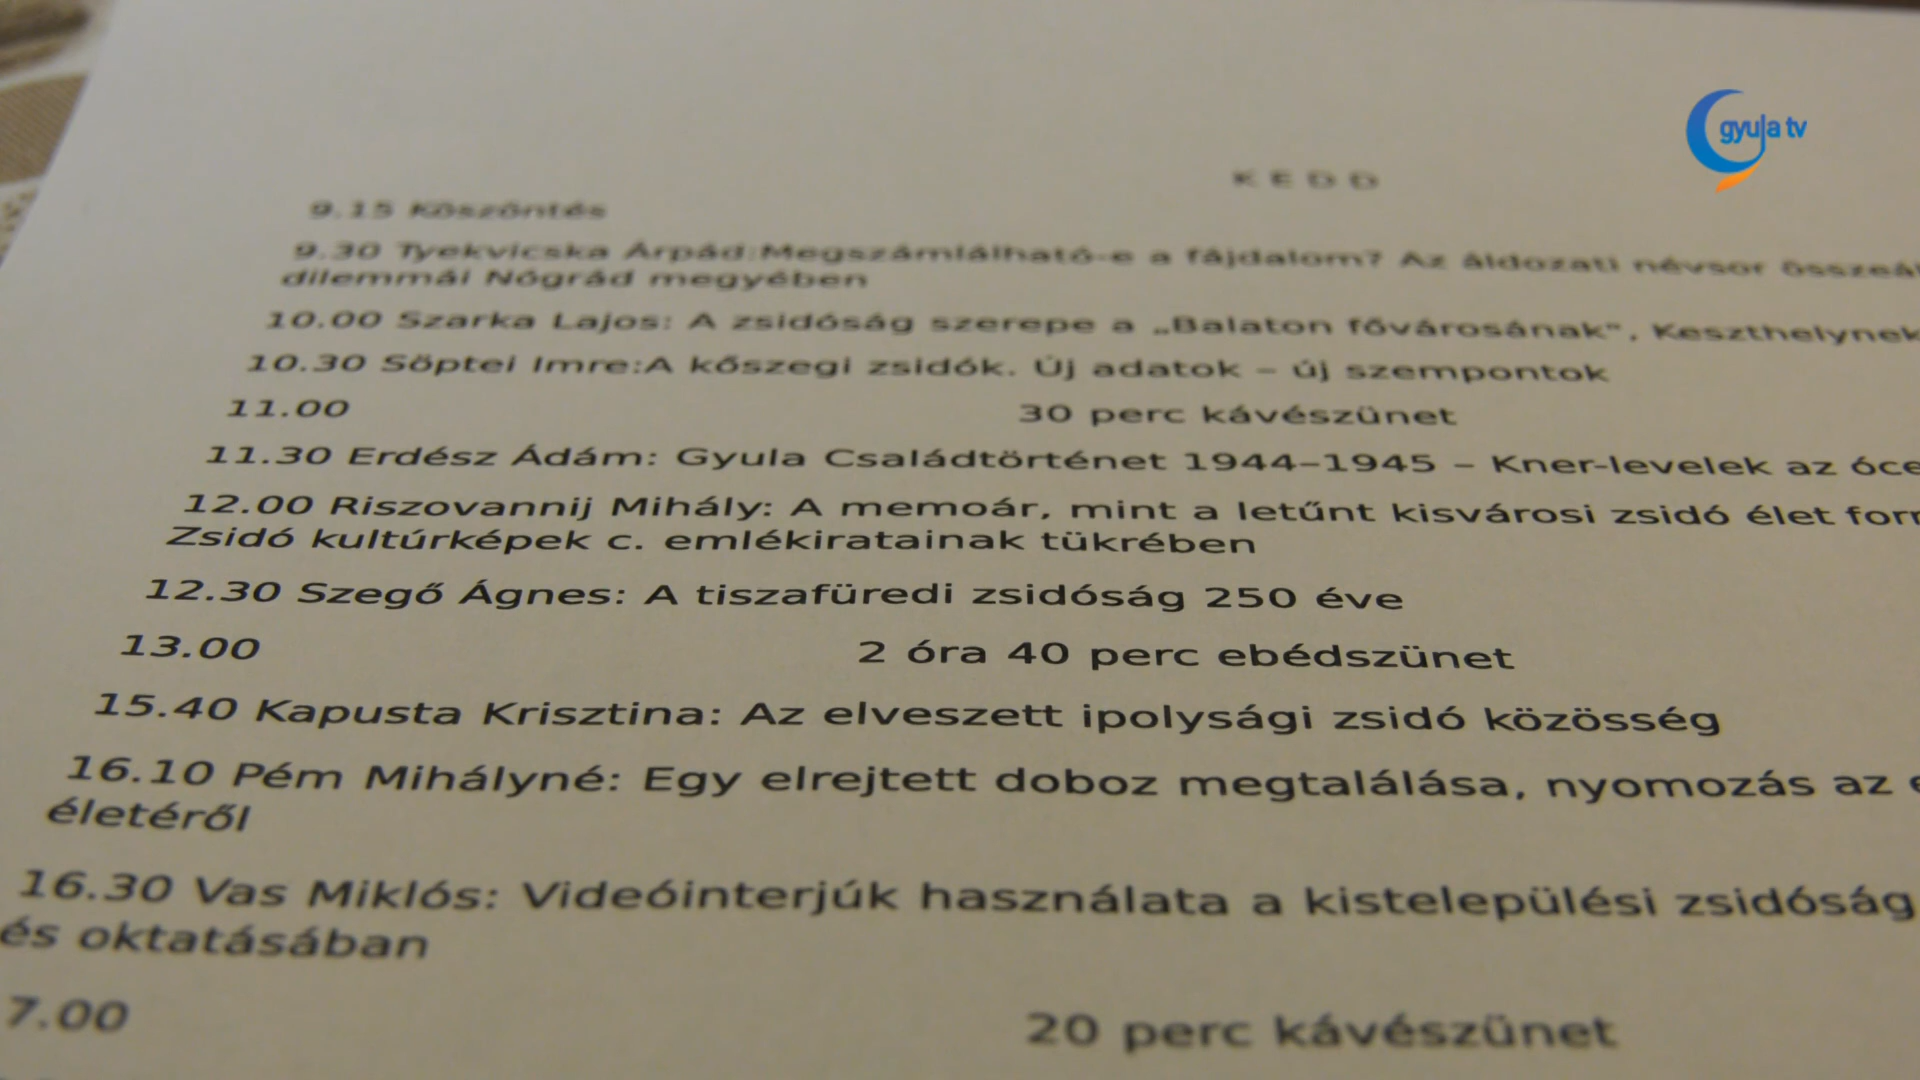 gyula tv
KEDD
9.15 Köszöntés
9.30 Tyekvicska Árpád:Megszámlálható-e a fájdalom? Az áldozati névsor
dilemmái Nógrád megyében
10.00 Szarka Lajos: A zsidóság szerepe a „Balaton fővárosának", Keszthelynek
10.30 Söptei Imre:A kőszegi zsidók. Új adatok – új szempontok
11.00 30 perc kávészünet
11.30 Erdész Ádám: Gyula Családtörténet 1944–1945 – Kner-levelek az
12.00 Riszovannij Mihály: A memoár, mint a letűnt kisvárosi zsidó élet
Zsidó kultúrképek c. emlékiratainak tükrében
12.30 Szegő Ágnes: A tiszafüredi zsidóság 250 éve
13.00 2 óra 40 perc ebédszünet
15.40 Kapusta Krisztina: Az elveszett ipolysági zsidó közösség
16.10 Pém Mihályné: Egy elrejtett doboz megtalálása, nyomozás az
életéről
16.30 Vas Miklós: Videóinterjúk használata a kistelepülési zsidóság
és oktatásában
7.00 20 perc kávészünet